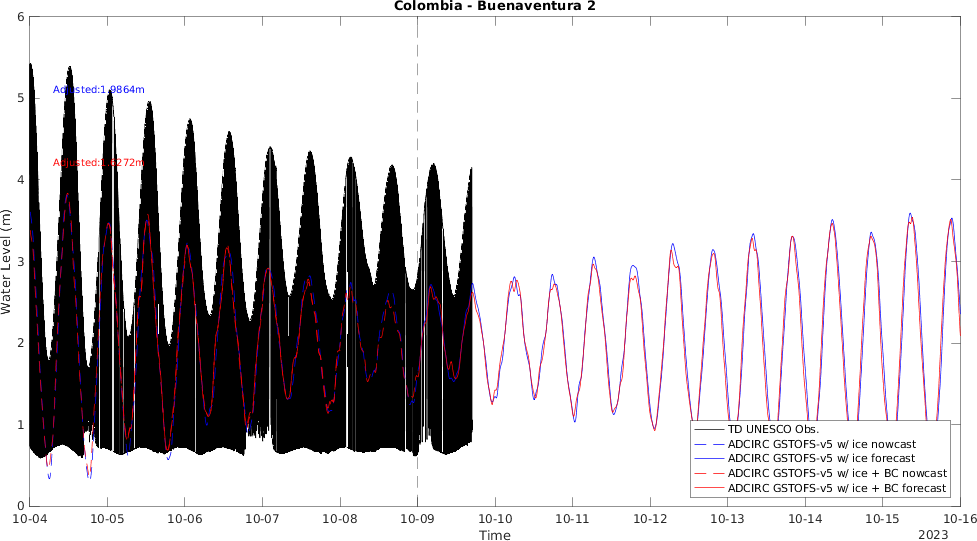 Colombia - Buenaventura 2
6
5
4
3
2
1
0
Water Level (m)
Adjusted:1.9864m
Adjusted:1.8272m
10-04 10-05 10-06 10-07 10-08 10-09 10-10 10-11 10-12 10-13 10-14 10-15 10-16
Time
2023
TD UNESCO Obs.
ADCIRC GSTOFS-v5 w/ ice nowcast
ADCIRC GSTOFS-v5 w/ ice forecast
ADCIRC GSTOFS-v5 w/ ice + BC nowcast
ADCIRC GSTOFS-v5 w/ ice + BC forecast